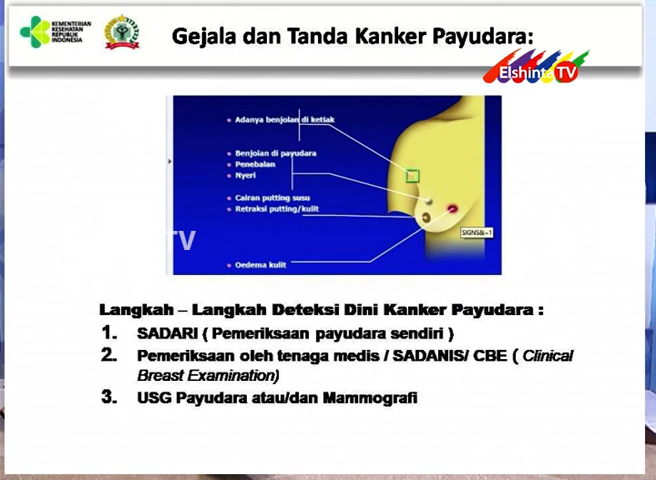 KEMENTERIAN
KESEHATAN
REPUBLIK
INDONESIA
Gejala dan Tanda Kanker Payudara:
Elshinta TV
Adanya benjolan di ketiak
Benjolan di payudara
Penebalan
Nyeri
Cairan putting susu
Retraksi putting/kulit
TV
SIGNS&~1
Oedema kulit
Langkah – Langkah Deteksi Dini Kanker Payudara :
1. SADARI ( Pemeriksaan payudara sendiri )
2. Pemeriksaan oleh tenaga medis / SADANIS/ CBE ( Clinical
Breast Examination)
3. USG Payudara atau/dan Mammografi